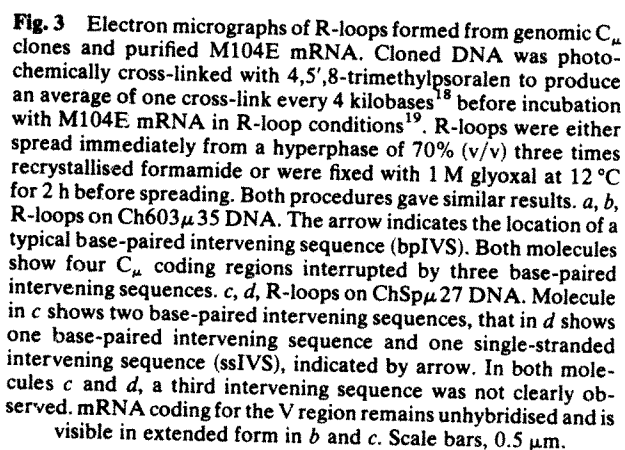 Fig. 3 Electron micrographs of R-loops formed from genomic Cμ
clones and purified M104E mRNA. Cloned DNA was photo-
chemically cross-linked with 4,5′,8-trimethylpsoralen to produce
an average of one cross-link every 4 kilobases18 before incubation
with M104E mRNA in R-loop conditions19. R-loops were either
spread immediately from a hyperphase of 70% (v/v) three times
recrystallised formamide or were fixed with 1 M glyoxal at 12 °C
for 2 h before spreading. Both procedures gave similar results. a, b,
R-loops on Ch603μ35 DNA. The arrow indicates the location of a
typical base-paired intervening sequence (bpIVS). Both molecules
show four Cμ coding regions interrupted by three base-paired
intervening sequences. c, d, R-loops on ChSpμ27 DNA. Molecule
in c shows two base-paired intervening sequences, that in d shows
one base-paired intervening sequence and one single-stranded
intervening sequence (ssIVS), indicated by arrow. In both mole-
cules c and d, a third intervening sequence was not clearly ob-
served. mRNA coding for the V region remains unhybridised and is
visible in extended form in b and c. Scale bars, 0.5 μm.